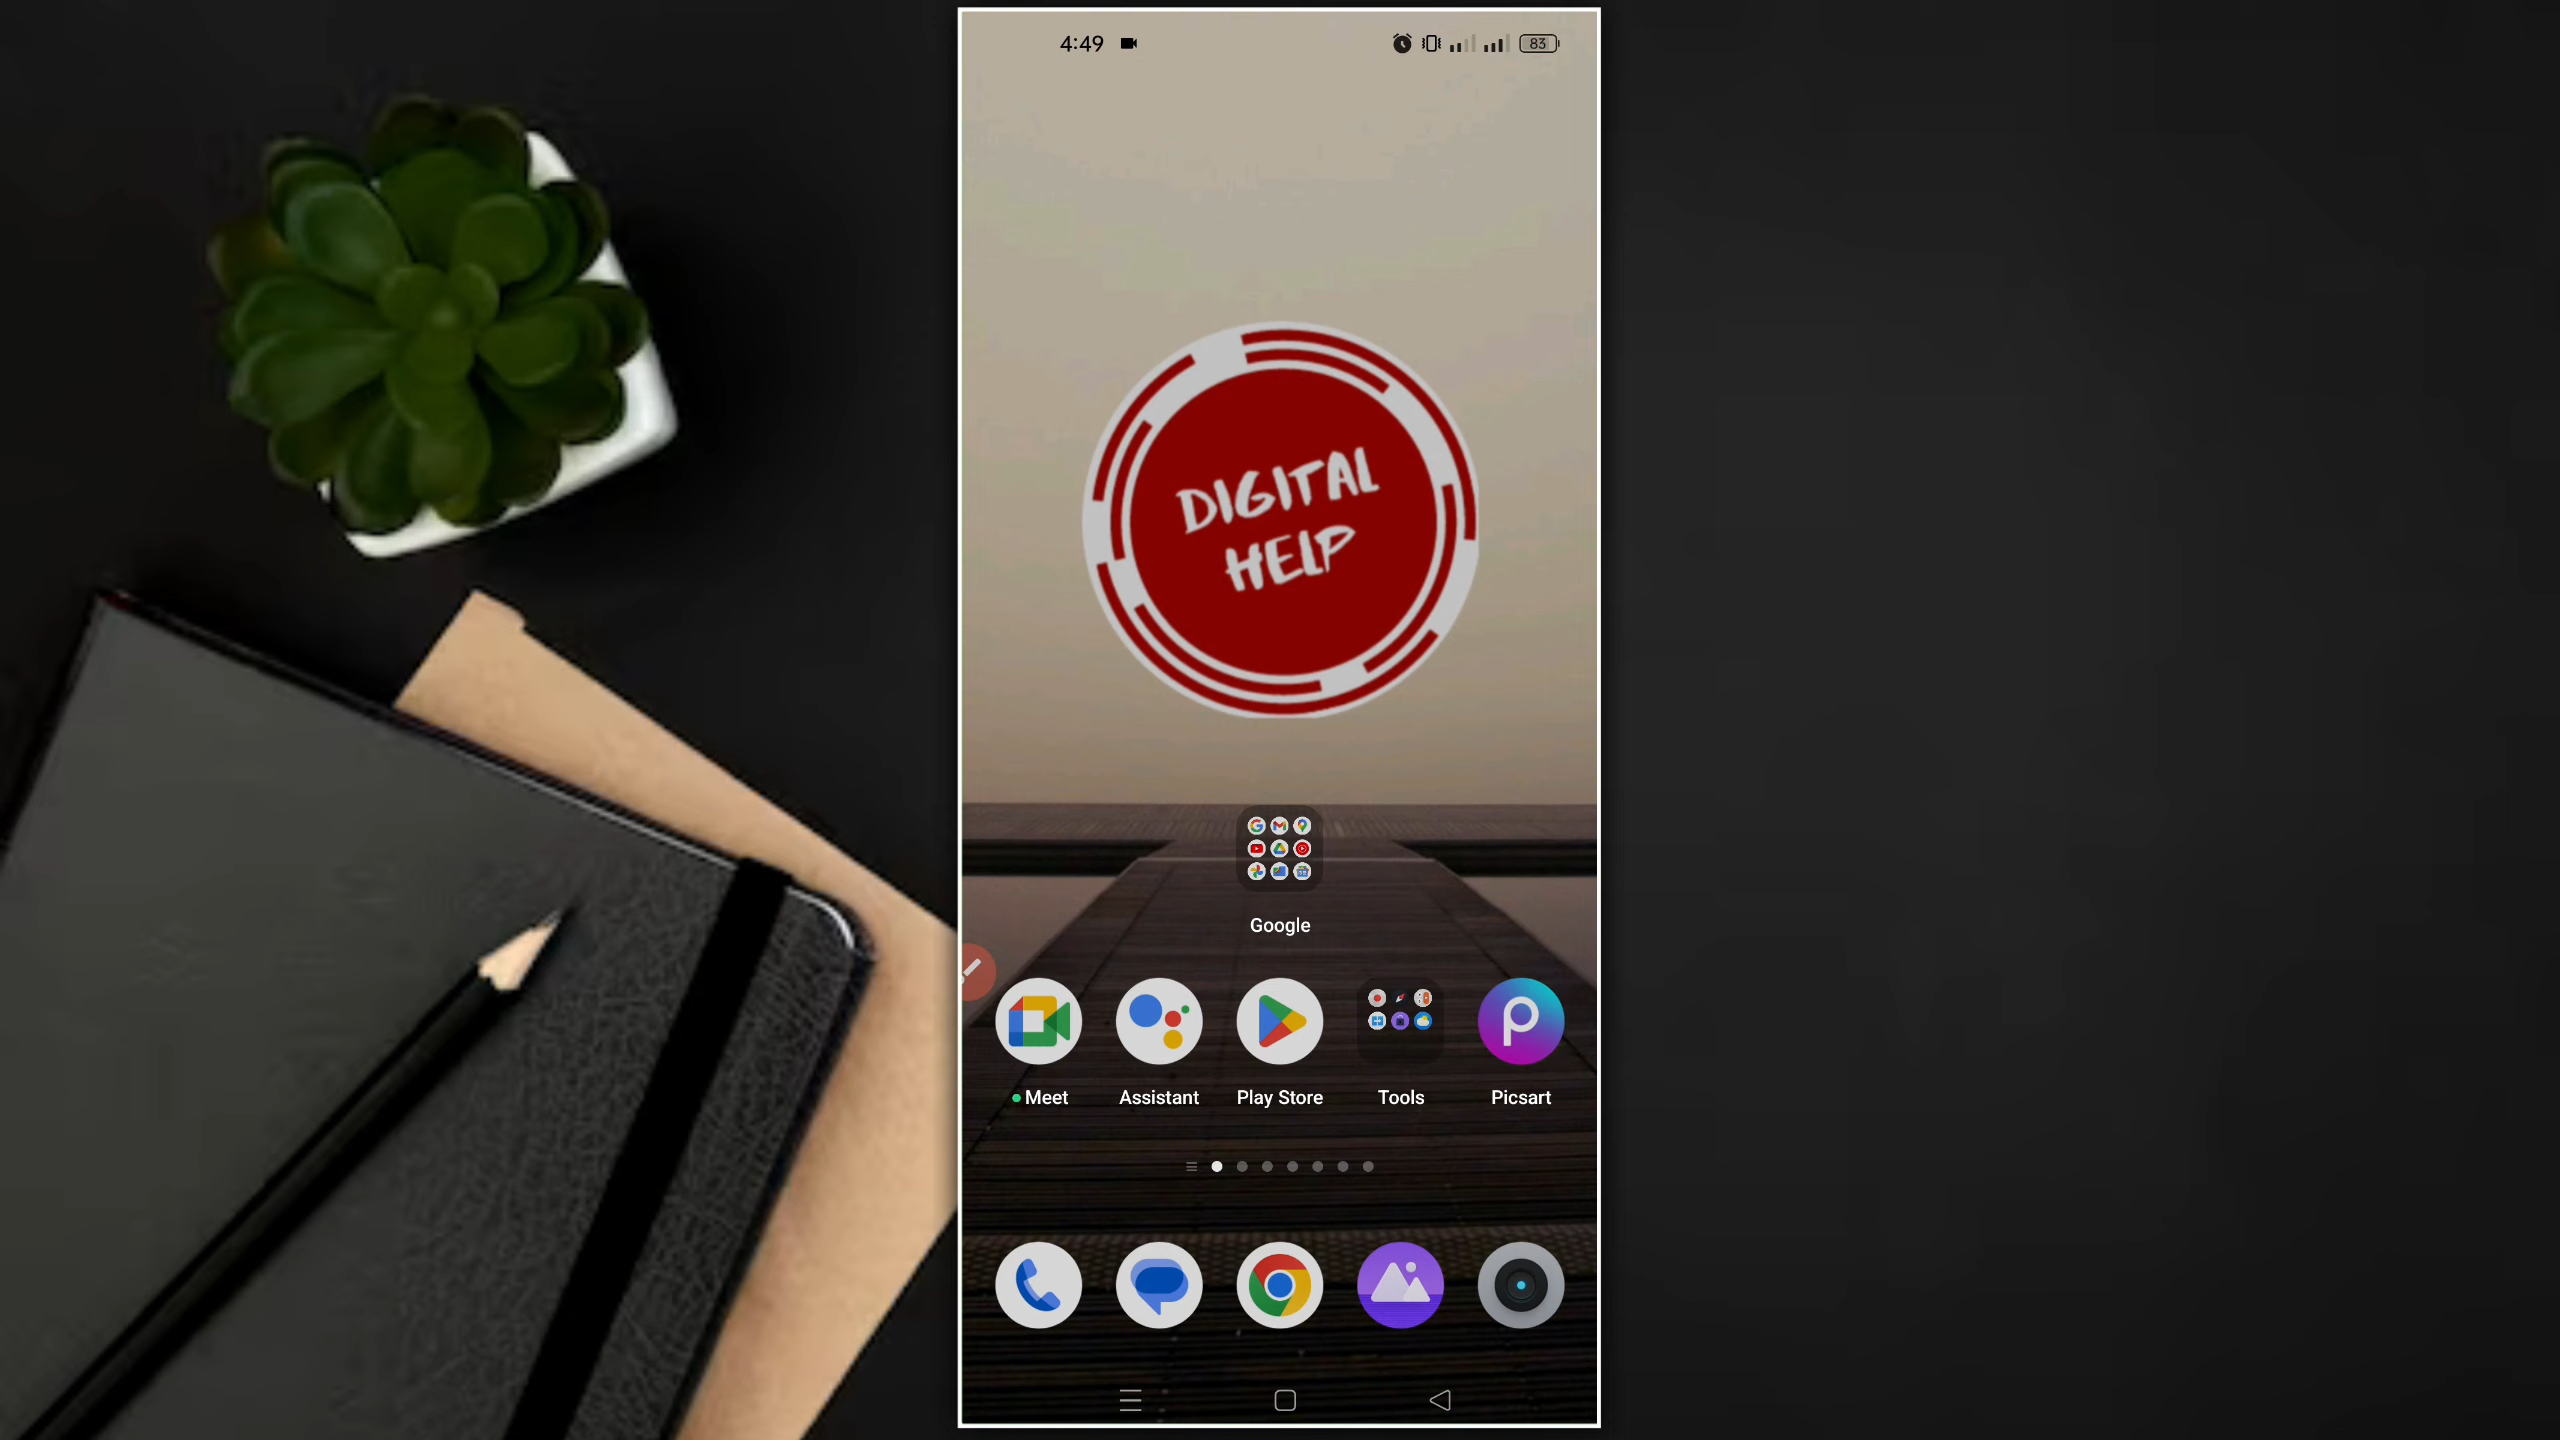 4:49
83
DIGITAL
HELP
Google
Meet
Assistant
Play Store
Tools
Picsart